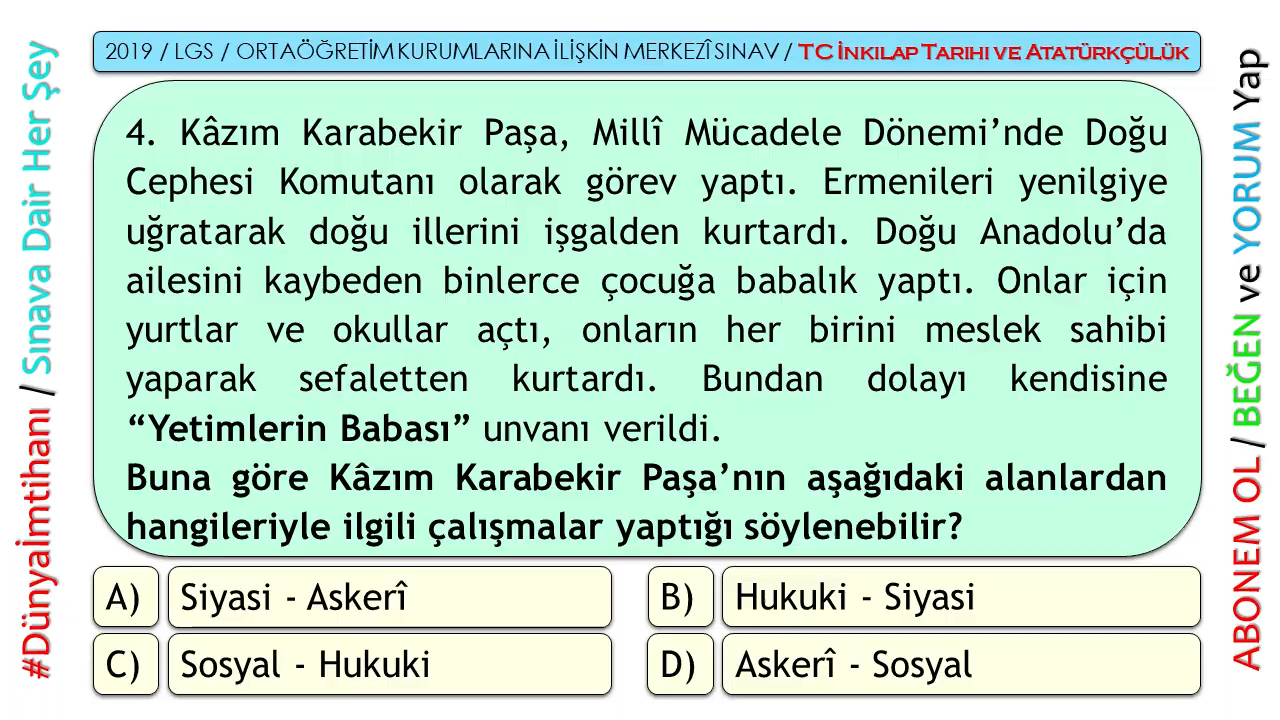 #Dünyaİmtihanı / Sınava Dair Her Şey
2019 / LGS / ORTAÖĞRETİM KURUMLARINA İLİŞKİN MERKEZÎ SINAV / TC İNKILAP TARIHI VE ATATÜRKÇÜLÜK
4. Kâzım Karabekir Paşa, Millî Mücadele Dönemi’nde Doğu
Cephesi Komutanı olarak görev yaptı. Ermenileri yenilgiye
uğratarak doğu illerini işgalden kurtardı. Doğu Anadolu’da
ailesini kaybeden binlerce çocuğa babalık yaptı. Onlar için
yurtlar ve okullar açtı, onların her birini meslek sahibi
yaparak sefaletten kurtardı. Bundan dolayı kendisine
“Yetimlerin Babası” unvanı verildi.
Buna göre Kâzım Karabekir Paşa’nın aşağıdaki alanlardan
hangileriyle ilgili çalışmalar yaptığı söylenebilir?
A) Siyasi - Askerî
B) Hukuki - Siyasi
C) Sosyal - Hukuki
D) Askerî - Sosyal
ABONEM OL / BEĞEN ve YORUM Yap